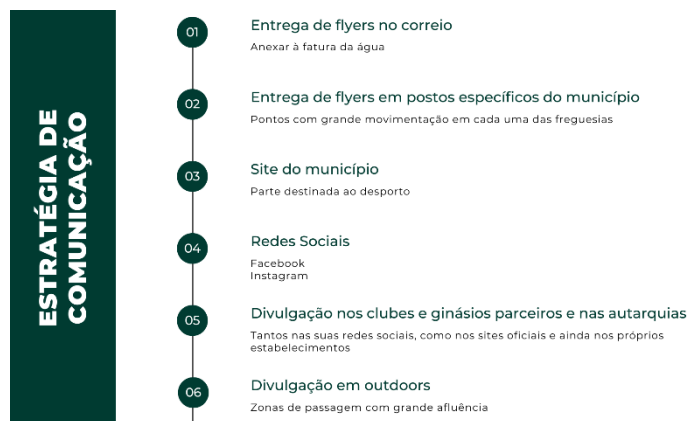 ESTRATÉGIA DE
COMUNICAÇÃO
01
Entrega de flyers no correio
Anexar à fatura da água
02
Entrega de flyers em postos específicos do município
Pontos com grande movimentação em cada uma das freguesias
03
Site do município
Parte destinada ao desporto
04
Redes Sociais
Facebook
Instagram
05
Divulgação nos clubes e ginásios parceiros e nas autarquias
Tantos nas suas redes sociais, como nos sites oficiais e ainda nos próprios
estabelecimentos
06
Divulgação em outdoors
Zonas de passagem com grande afluência